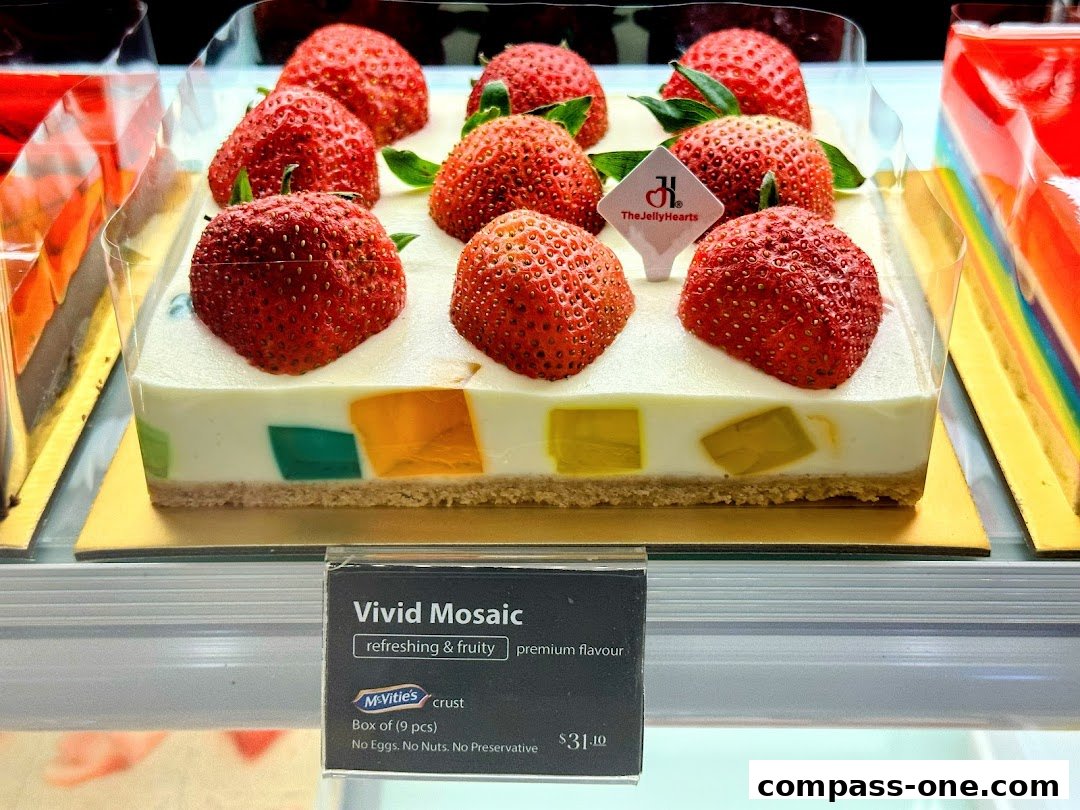 JH®
TheJellyHearts
Vivid Mosaic
refreshing & fruity premium flavour
McVitie's crust
Box of (9 pcs)
No Eggs. No Nuts. No Preservative $31.10
compass-one.com